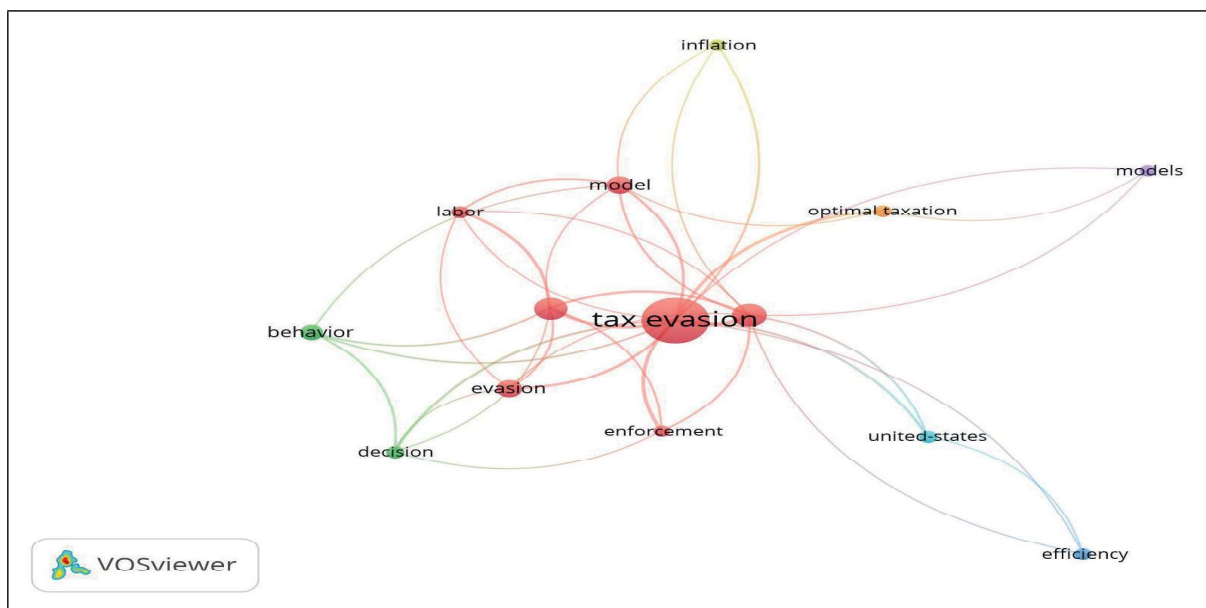 inflation
models
model
optimal taxation
labor
tax evasion
behavior
evasion
enforcement
united-states
decision
efficiency
VOSviewer